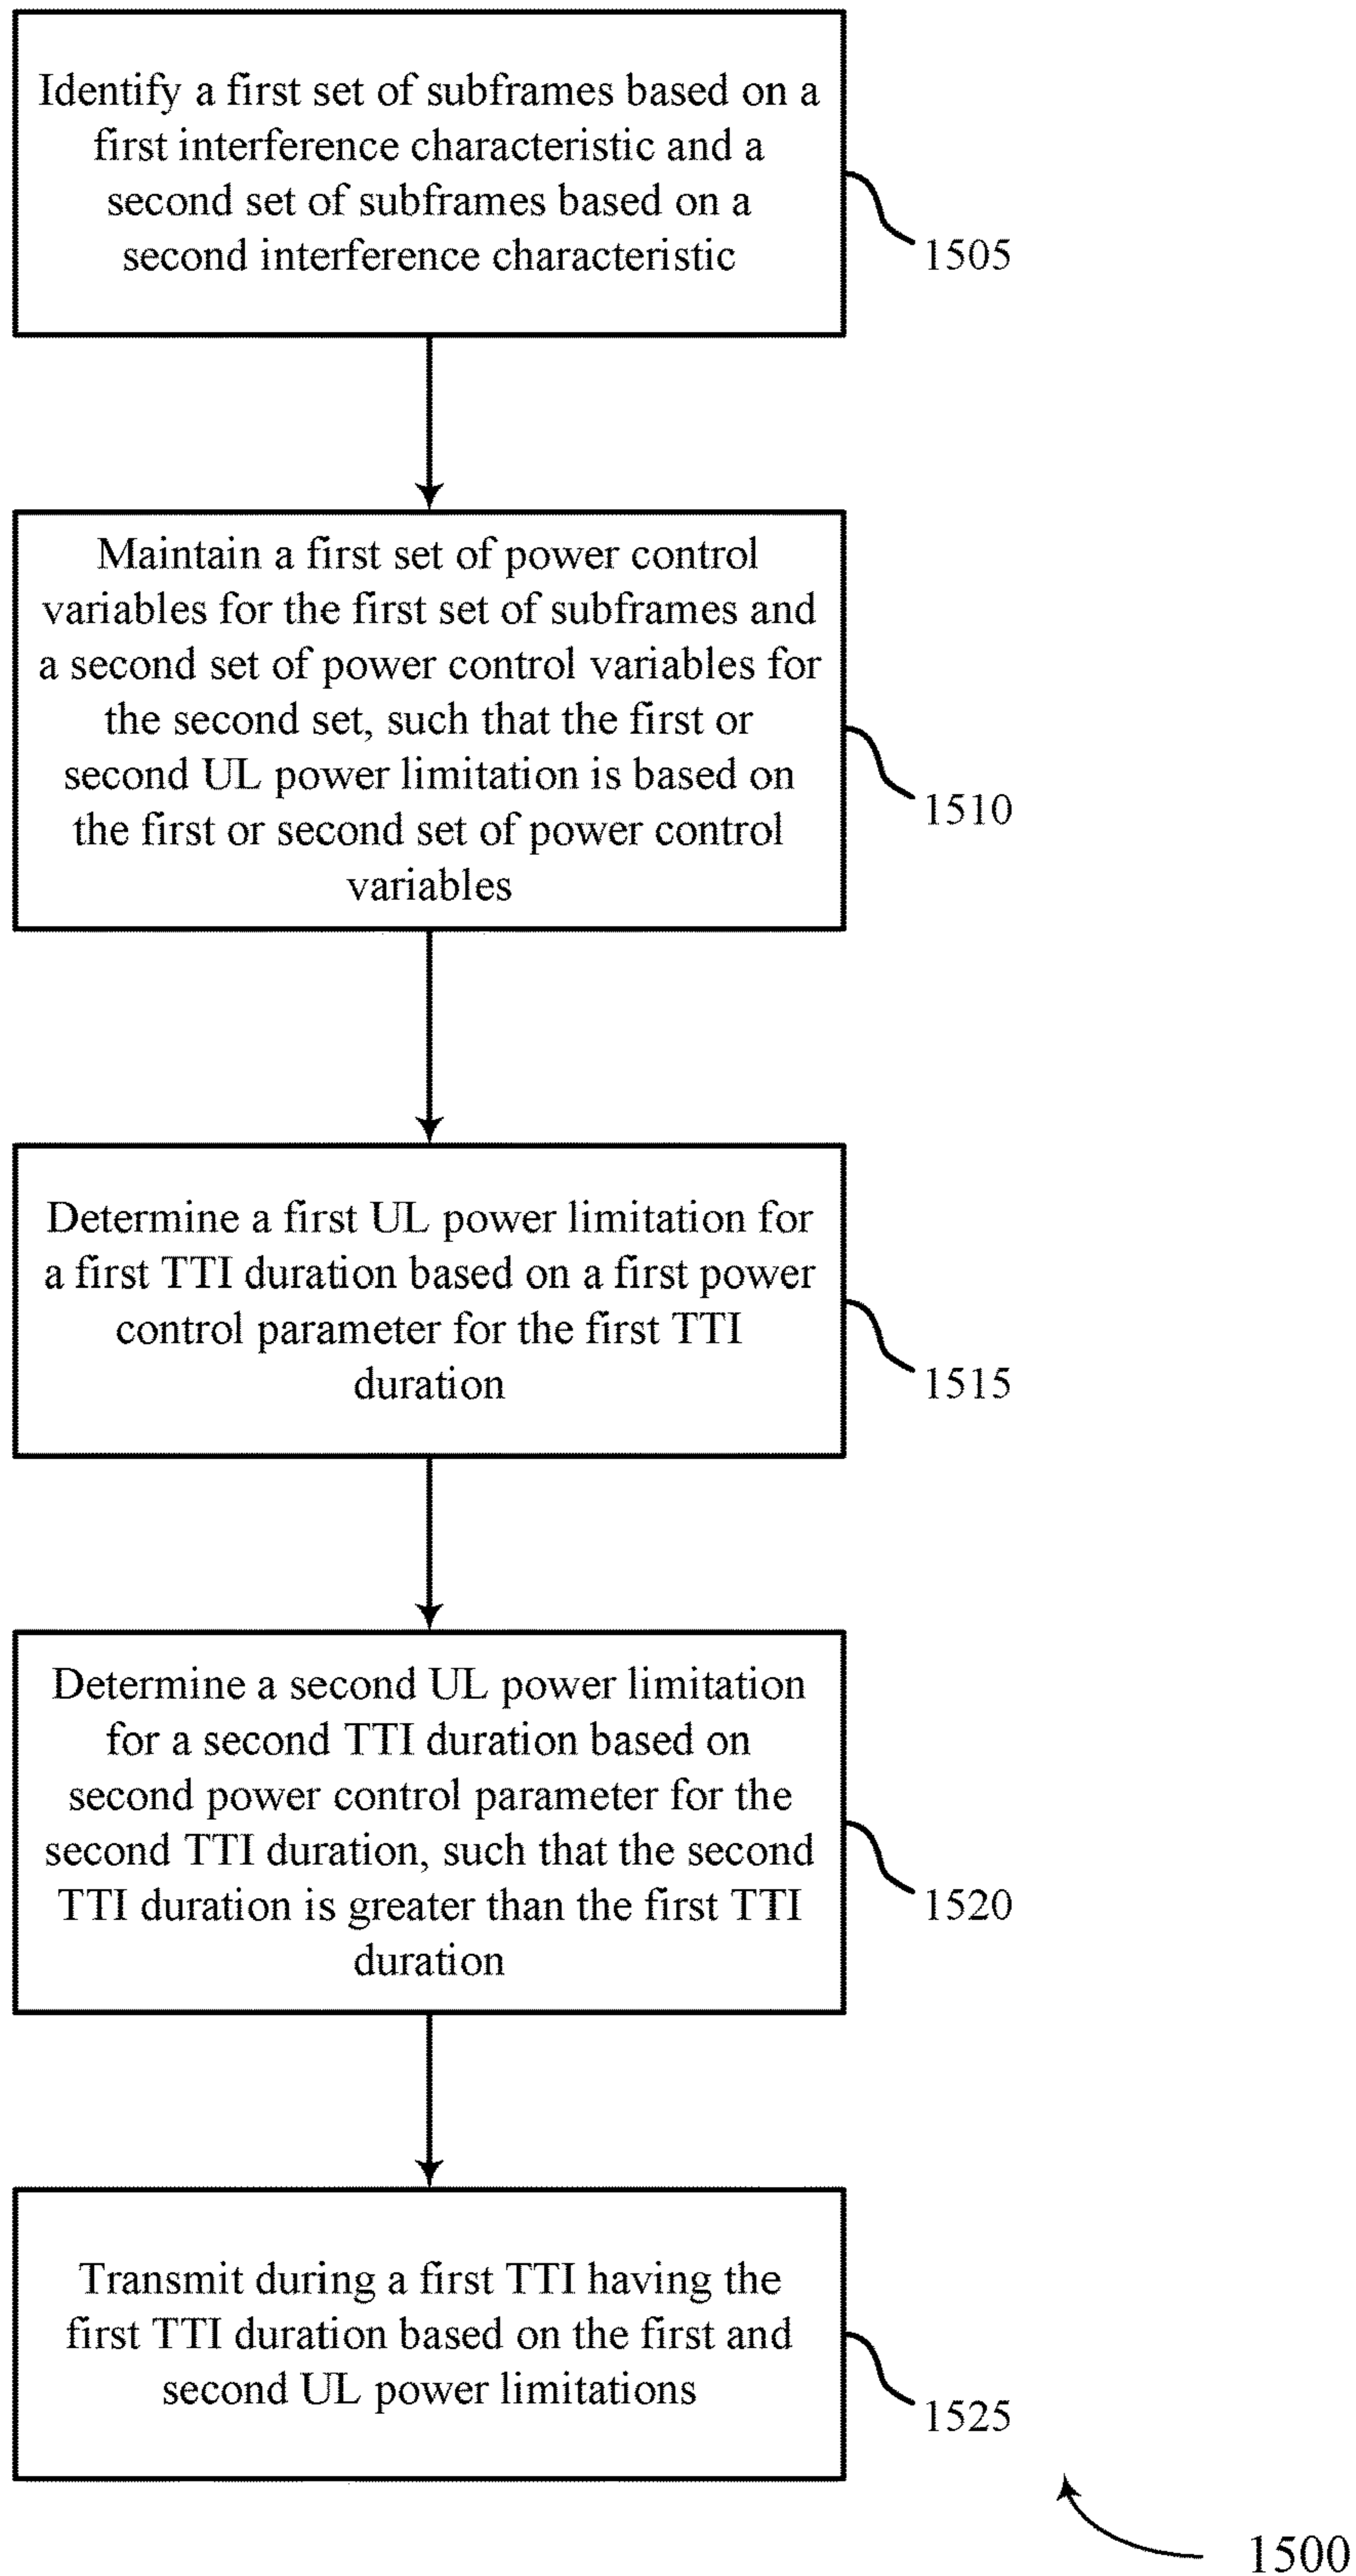 Identify a first set of subframes based on a
first interference characteristic and a
second set of subframes based on a
second interference characteristic
1505
Maintain a first set of power control
variables for the first set of subframes and
a second set of power control variables for
the second set, such that the first or
second UL power limitation is based on
the first or second set of power control
variables
1510
Determine a first UL power limitation for
a first TTI duration based on a first power
control parameter for the first TTI
duration
1515
Determine a second UL power limitation
for a second TTI duration based on
second power control parameter for the
second TTI duration, such that the second
TTI duration is greater than the first TTI
duration
1520
Transmit during a first TTI having the
first TTI duration based on the first and
second UL power limitations
1525
1500